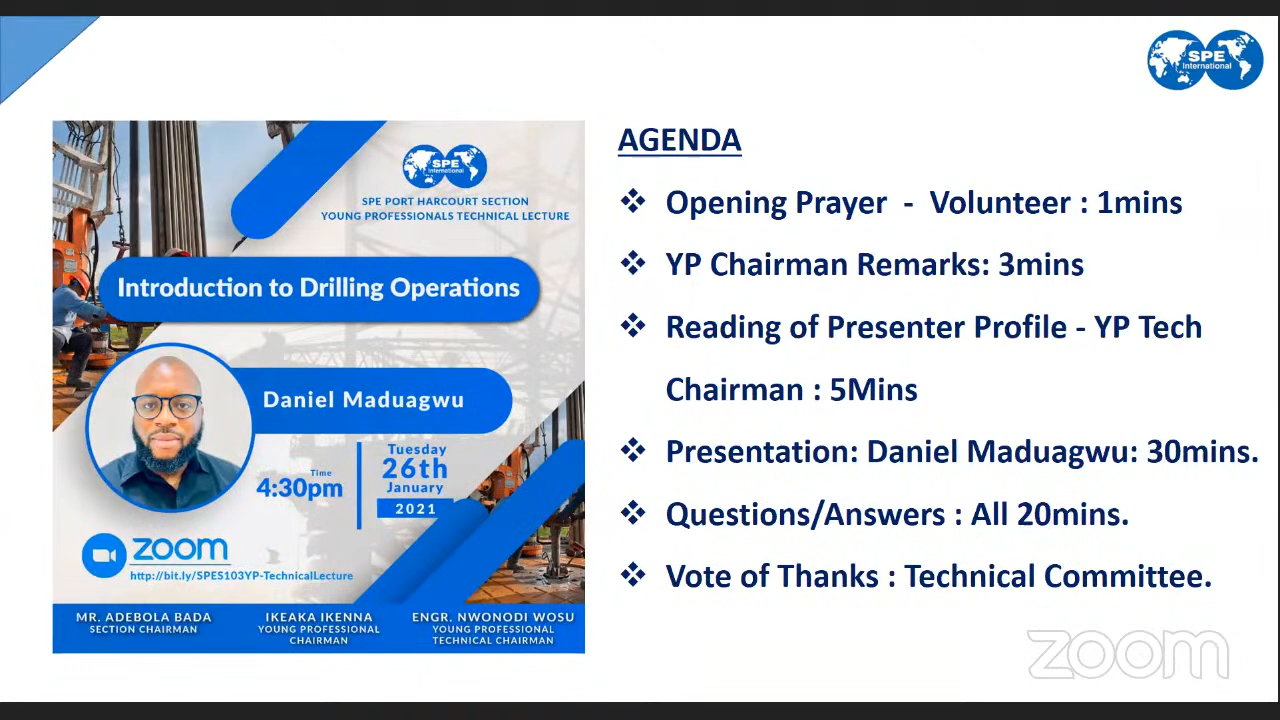 SPE
International
SPE
International
SPE PORT HARCOURT SECTION
YOUNG PROFESSIONALS TECHNICAL LECTURE
Introduction to Drilling Operations
Daniel Maduagwu
Time
4:30pm
Tuesday
26th
January
2021
zoom
http://bit.ly/SPES103YP-TechnicalLecture
MR. ADEBOLA BADA
SECTION CHAIRMAN
IKEAKA IKENNA
YOUNG PROFESSIONAL
CHAIRMAN
ENGR. NWONODI WOSU
YOUNG PROFESSIONAL
TECHNICAL CHAIRMAN
AGENDA
❖ Opening Prayer - Volunteer : 1mins
❖ YP Chairman Remarks: 3mins
❖ Reading of Presenter Profile - YP Tech
Chairman : 5Mins
❖ Presentation: Daniel Maduagwu: 30mins.
❖ Questions/Answers : All 20mins.
❖ Vote of Thanks : Technical Committee.
zoom